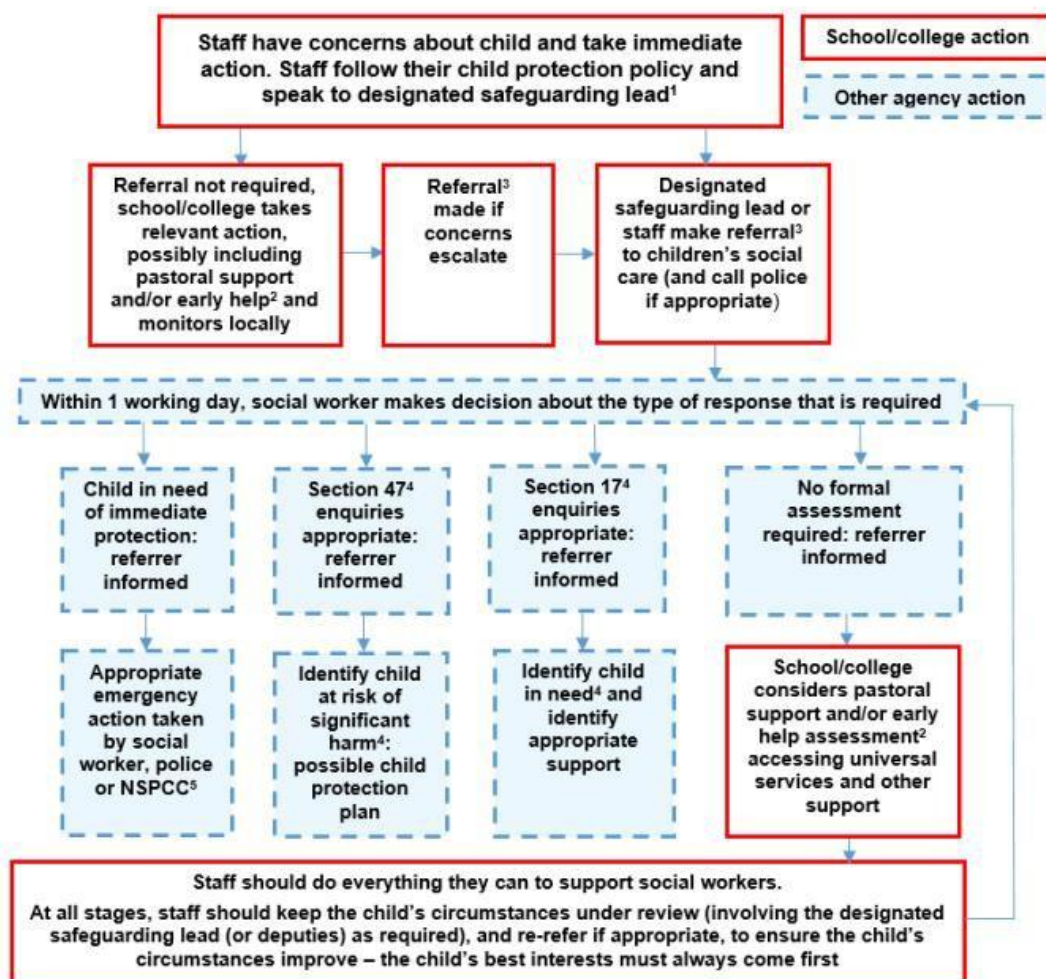 Staff have concerns about child and take immediate
action. Staff follow their child protection policy and
speak to designated safeguarding lead¹
School/college action
Other agency action
Referral not required,
school/college takes
relevant action,
possibly including
pastoral support
and/or early help² and
monitors locally
Referral³
made if
concerns
escalate
Designated
safeguarding lead or
staff make referral³
to children’s social
care (and call police
if appropriate)
Within 1 working day, social worker makes decision about the type of response that is required
Child in need
of immediate
protection:
referrer
informed
Section 47⁴
enquiries
appropriate:
referrer
informed
Section 17⁴
enquiries
appropriate:
referrer
informed
No formal
assessment
required: referrer
informed
Appropriate
emergency
action taken
by social
worker, police
or NSPCC⁵
Identify child
at risk of
significant
harm⁴:
possible child
protection
plan
Identify child
in need⁴ and
identify
appropriate
support
School/college
considers pastoral
support and/or early
help assessment²
accessing universal
services and other
support
Staff should do everything they can to support social workers.
At all stages, staff should keep the child’s circumstances under review (involving the designated
safeguarding lead (or deputies) as required), and re-refer if appropriate, to ensure the child’s
circumstances improve – the child’s best interests must always come first